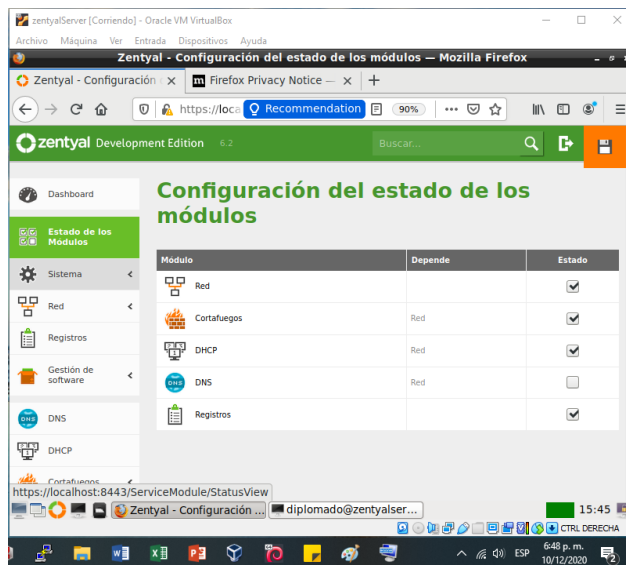 zentyalServer [Corriendo] - Oracle VM VirtualBox
Archivo Máquina Ver Entrada Dispositivos Ayuda
Zentyal - Configuración del estado de los módulos — Mozilla Firefox
Zentyal - Configuración
m Firefox Privacy Notice —
https://loca Recommendation 90%
zentyal Development Edition 6.2
Buscar...
Dashboard
Estado de los Módulos
Sistema
Red
Registros
Gestión de software
DNS
DHCP
Cortafuegos
Configuración del estado de los
módulos
Módulo Depende Estado
Red
Cortafuegos Red
DHCP Red
DNS Red
Registros
https://localhost:8443/ServiceModule/StatusView
Zentyal - Configuración ...
diplomado@zentyalser...
15:45
CTRL DERECHA
ESP
6:48 p. m.
10/12/2020
2